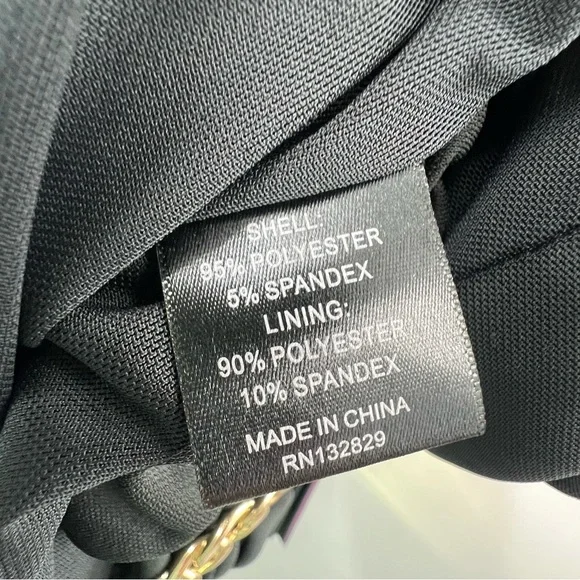 SHELL:
95% POLYESTER
5% SPANDEX
LINING:
90% POLYESTER
10% SPANDEX
MADE IN CHINA
RN132829